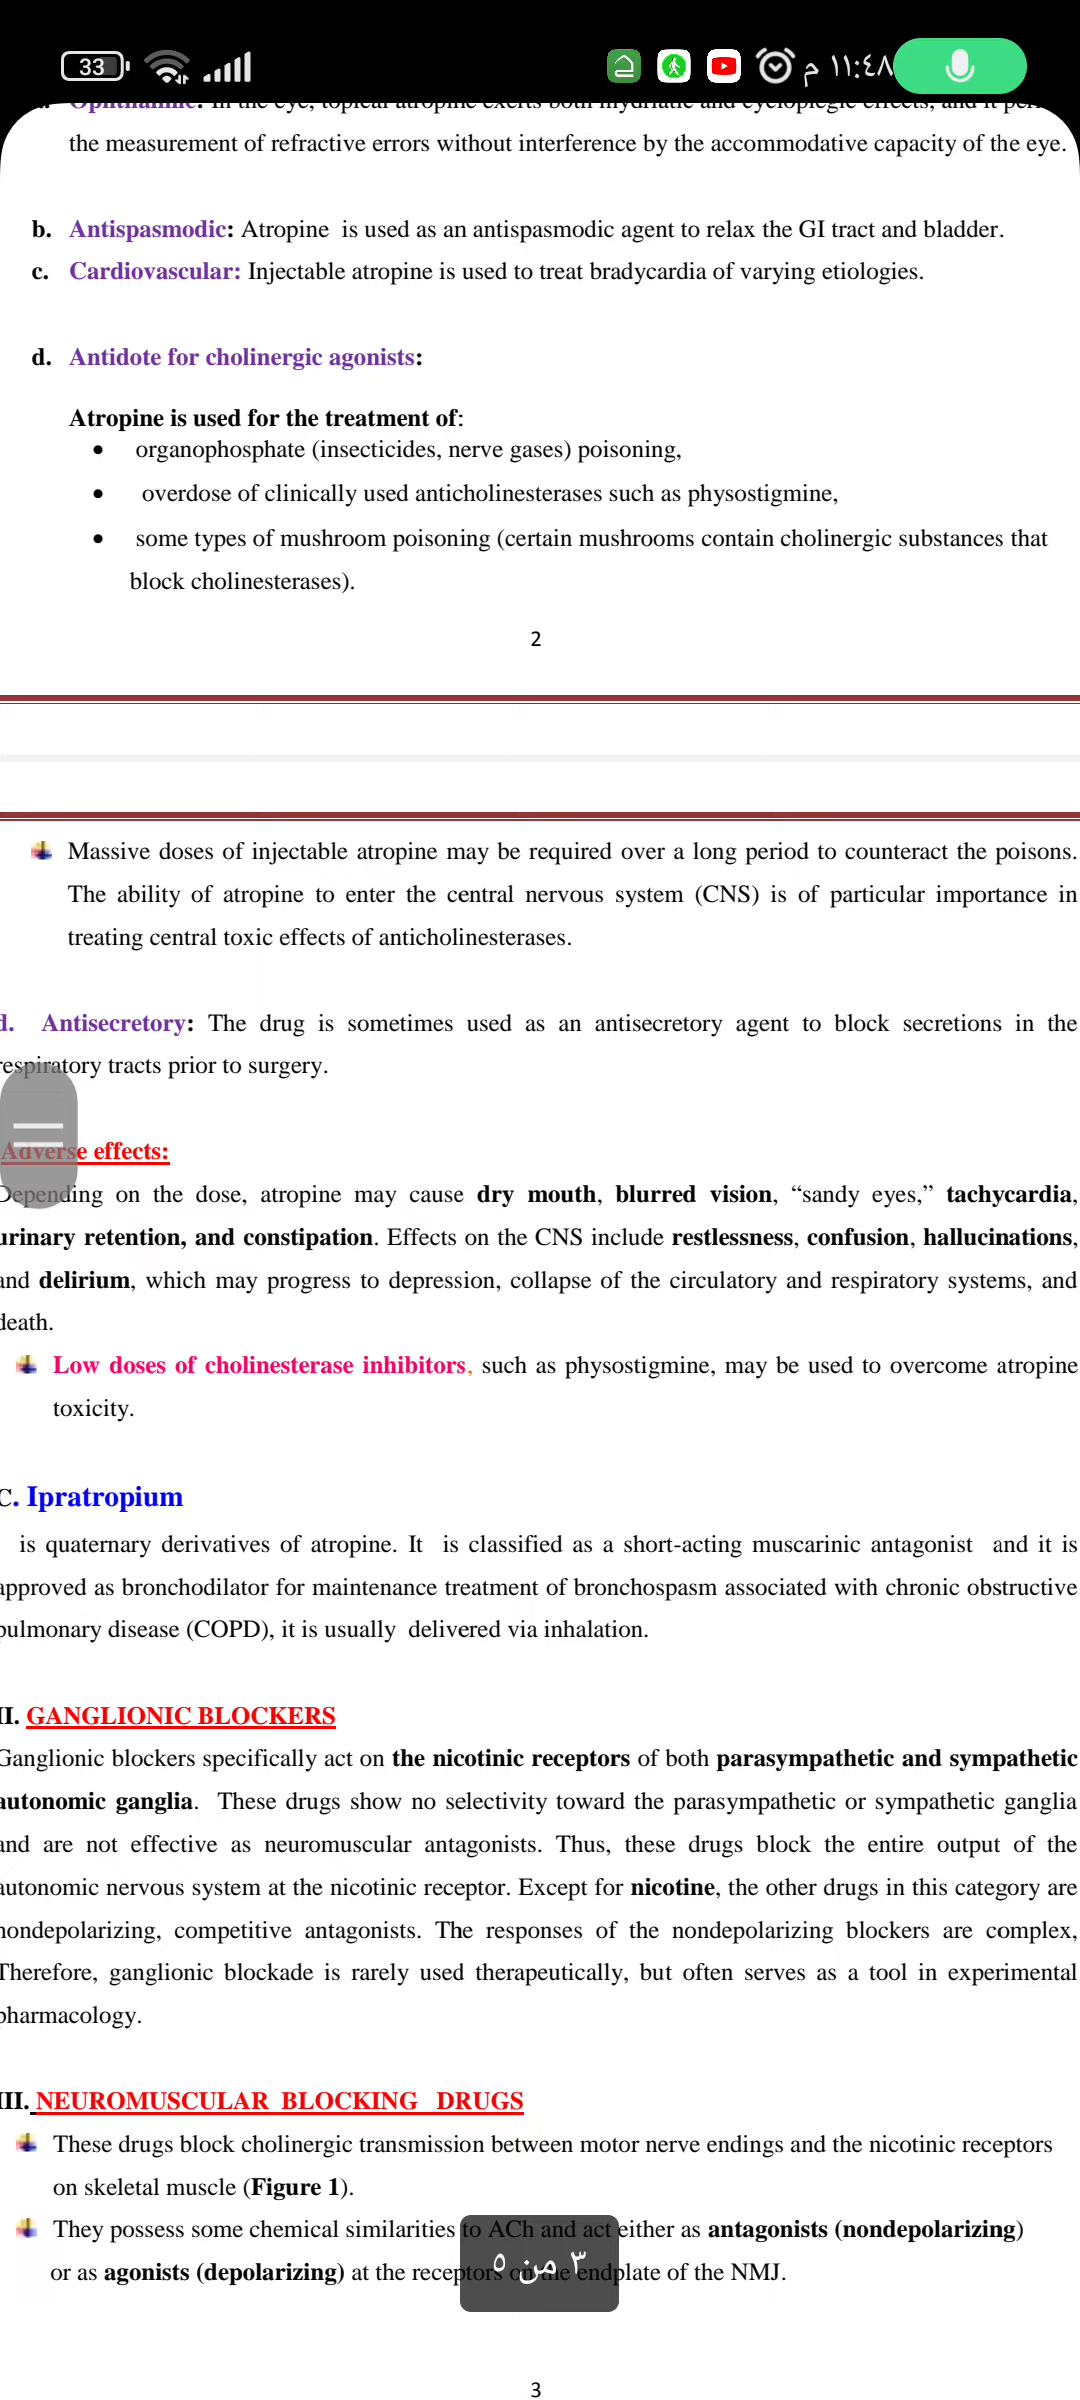 33
١١:٤٨ م
a. Ophthalmic: In the eye, topical atropine exerts both mydriatic and cycloplegic effects, and it
the measurement of refractive errors without interference by the accommodative capacity of the eye.
b. Antispasmodic: Atropine is used as an antispasmodic agent to relax the GI tract and bladder.
c. Cardiovascular: Injectable atropine is used to treat bradycardia of varying etiologies.
d. Antidote for cholinergic agonists:
Atropine is used for the treatment of:
• organophosphate (insecticides, nerve gases) poisoning,
• overdose of clinically used anticholinesterases such as physostigmine,
• some types of mushroom poisoning (certain mushrooms contain cholinergic substances that
block cholinesterases).
2
Massive doses of injectable atropine may be required over a long period to counteract the poisons.
The ability of atropine to enter the central nervous system (CNS) is of particular importance in
treating central toxic effects of anticholinesterases.
d. Antisecretory: The drug is sometimes used as an antisecretory agent to block secretions in the
respiratory tracts prior to surgery.
Adverse effects:
Depending on the dose, atropine may cause dry mouth, blurred vision, “sandy eyes,” tachycardia,
urinary retention, and constipation. Effects on the CNS include restlessness, confusion, hallucinations,
and delirium, which may progress to depression, collapse of the circulatory and respiratory systems, and
death.
Low doses of cholinesterase inhibitors, such as physostigmine, may be used to overcome atropine
toxicity.
C. Ipratropium
is quaternary derivatives of atropine. It is classified as a short-acting muscarinic antagonist and it is
approved as bronchodilator for maintenance treatment of bronchospasm associated with chronic obstructive
pulmonary disease (COPD), it is usually delivered via inhalation.
II. GANGLIONIC BLOCKERS
Ganglionic blockers specifically act on the nicotinic receptors of both parasympathetic and sympathetic
autonomic ganglia. These drugs show no selectivity toward the parasympathetic or sympathetic ganglia
and are not effective as neuromuscular antagonists. Thus, these drugs block the entire output of the
autonomic nervous system at the nicotinic receptor. Except for nicotine, the other drugs in this category are
nondepolarizing, competitive antagonists. The responses of the nondepolarizing blockers are complex,
Therefore, ganglionic blockade is rarely used therapeutically, but often serves as a tool in experimental
pharmacology.
III. NEUROMUSCULAR BLOCKING DRUGS
These drugs block cholinergic transmission between motor nerve endings and the nicotinic receptors
on skeletal muscle (Figure 1).
They possess some chemical similarities to ACh and act either as antagonists (nondepolarizing)
or as agonists (depolarizing) at the receptors on the endplate of the NMJ.
٣ من ٥
3